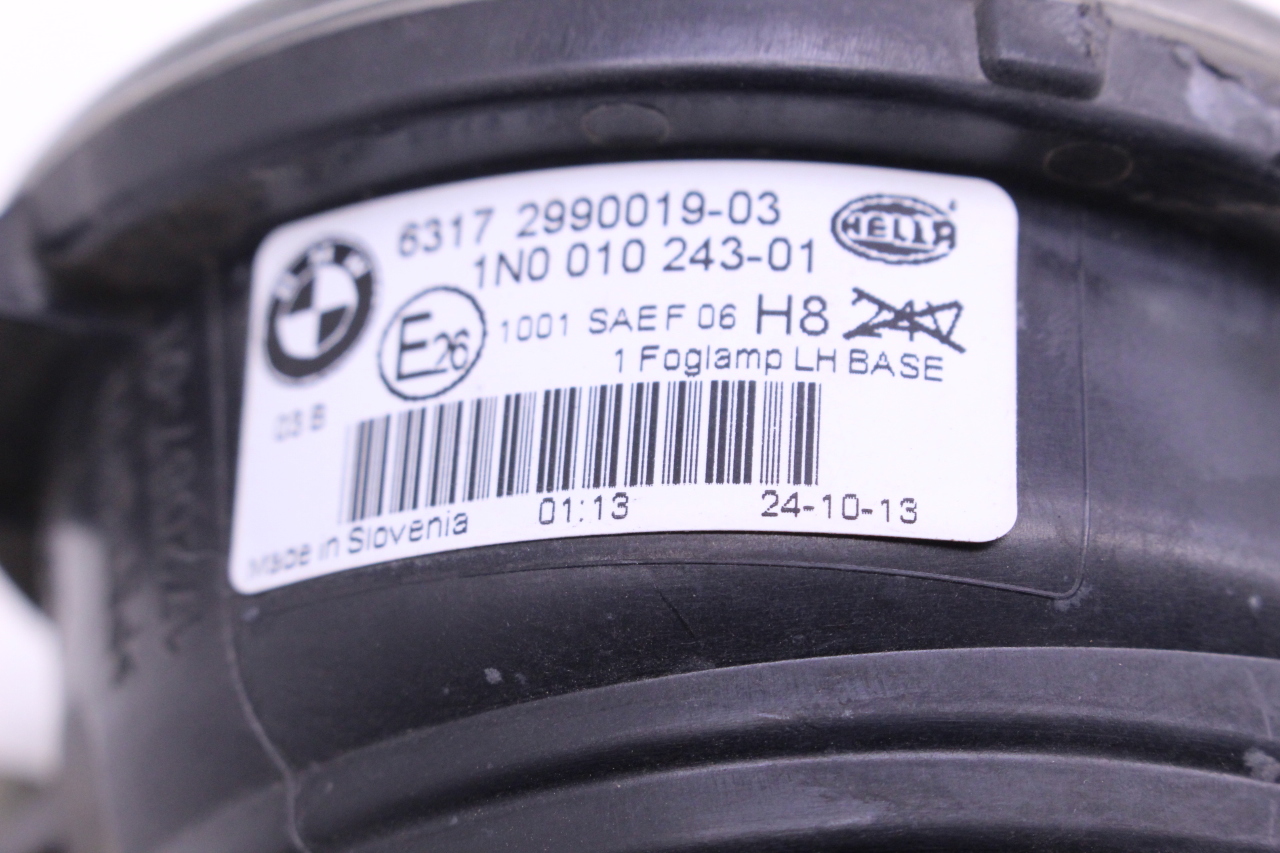 BMW
6317 2990019-03
HELLA
1N0 010 243-01
E26
1001 SAE F 06 H8 24V
1 Foglamp LH BASE
03 B
Made in Slovenia
01:13
24-10-13